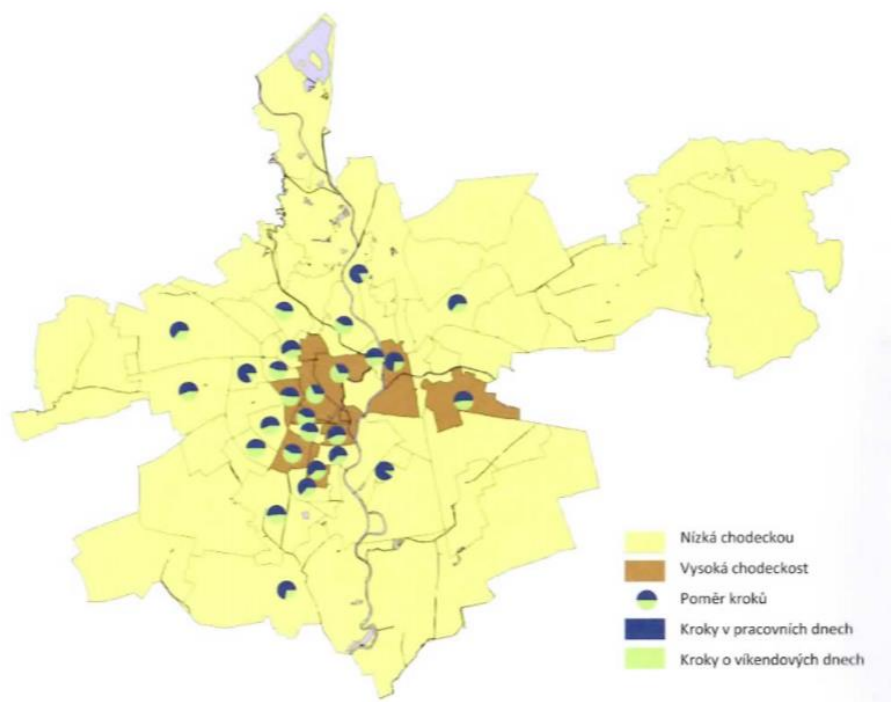 Nízká chodeckou
Vysoká chodeckost
Poměr kroků
Kroky v pracovních dnech
Kroky o víkendových dnech